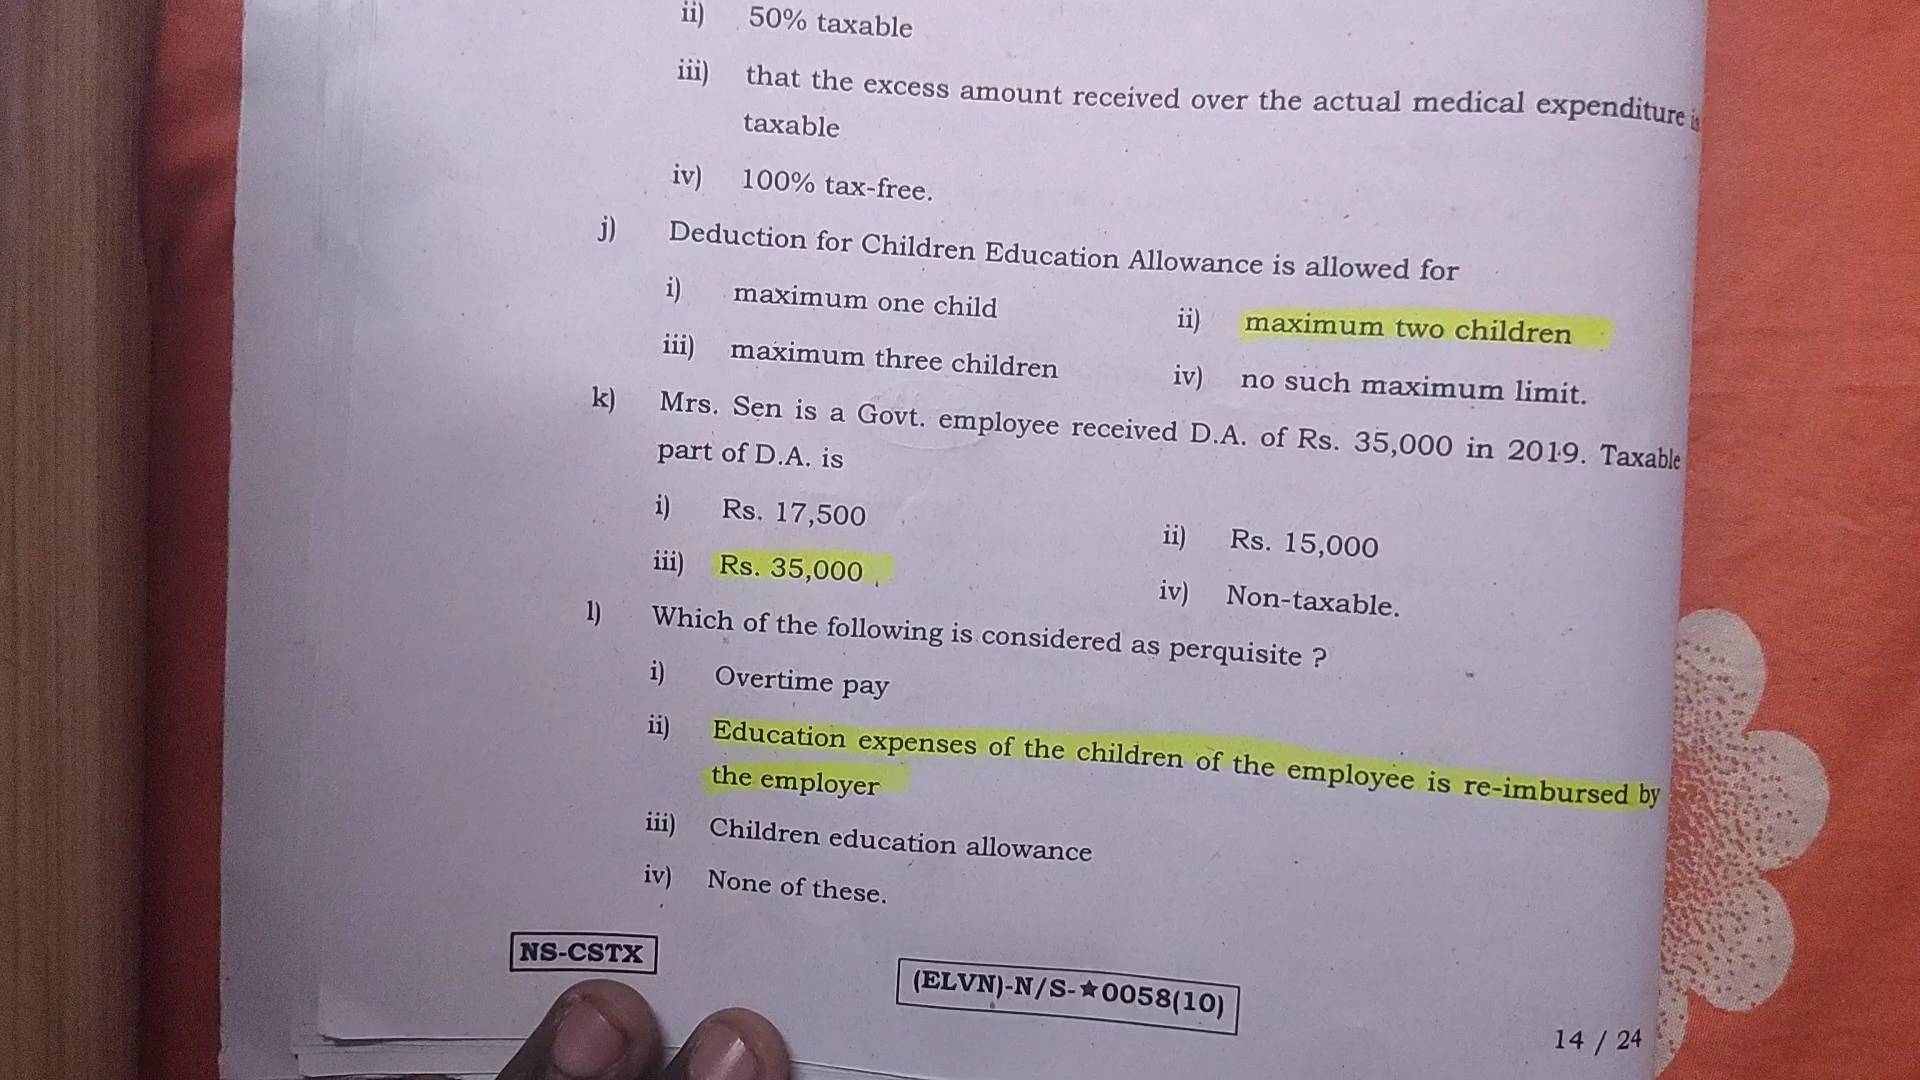 ii) 50% taxable
iii) that the excess amount received over the actual medical expenditure is
taxable
iv) 100% tax-free.
j) Deduction for Children Education Allowance is allowed for
i) maximum one child ii) maximum two children
iii) maximum three children iv) no such maximum limit.
k) Mrs. Sen is a Govt. employee received D.A. of Rs. 35,000 in 2019. Taxable
part of D.A. is
i) Rs. 17,500 ii) Rs. 15,000
iii) Rs. 35,000 iv) Non-taxable.
l) Which of the following is considered as perquisite ?
i) Overtime pay
ii) Education expenses of the children of the employee is re-imbursed by
the employer
iii) Children education allowance
iv) None of these.
NS-CSTX (ELVN)-N/S-★0058(10)
14 / 24